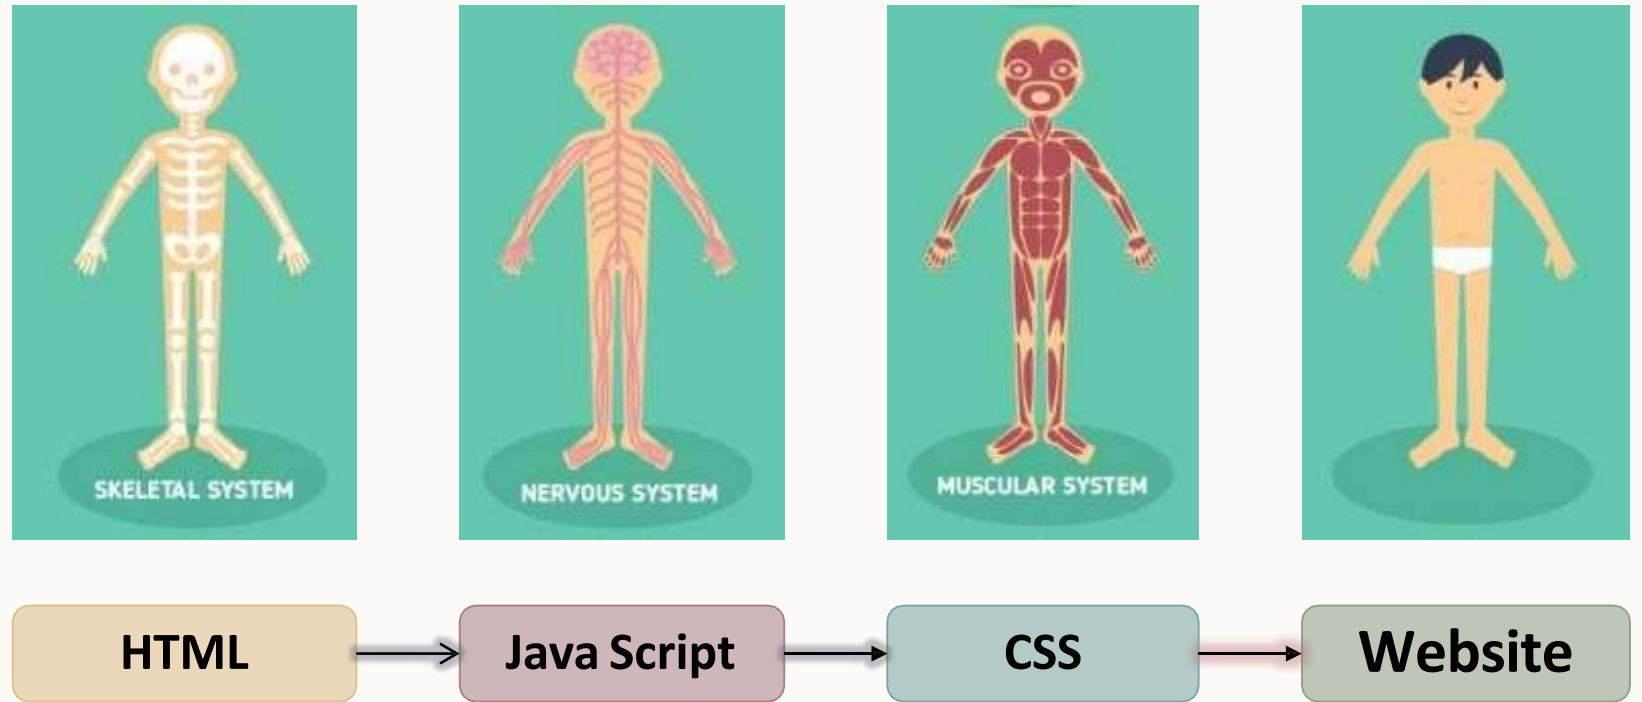 SKELETAL SYSTEM
NERVOUS SYSTEM
MUSCULAR SYSTEM
HTML
Java Script
CSS
Website